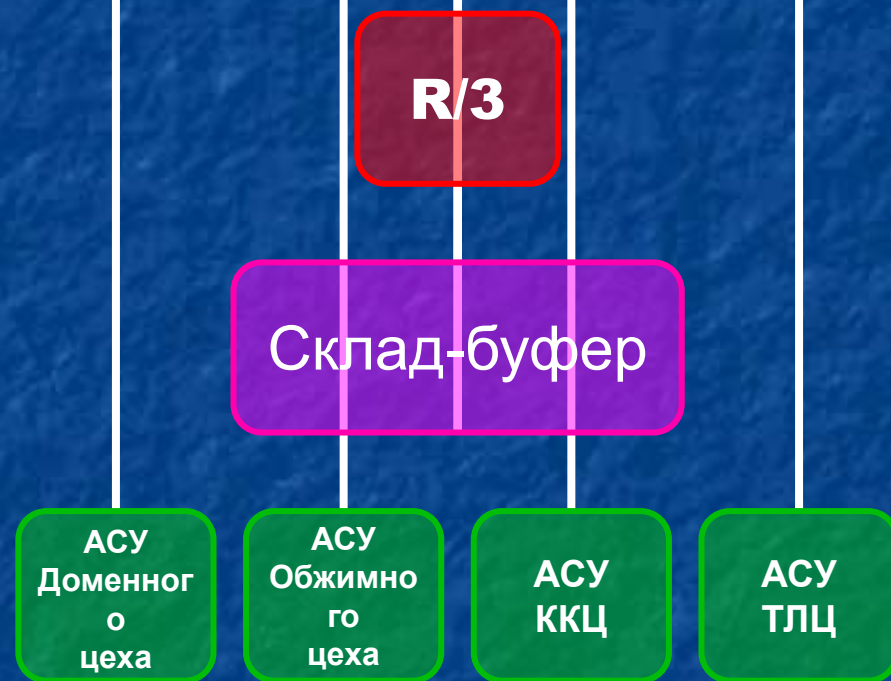 R/3
Склад-буфер
АСУ
Доменног
о
цеха
АСУ
Обжимно
го
цеха
АСУ
ККЦ
АСУ
ТЛЦ